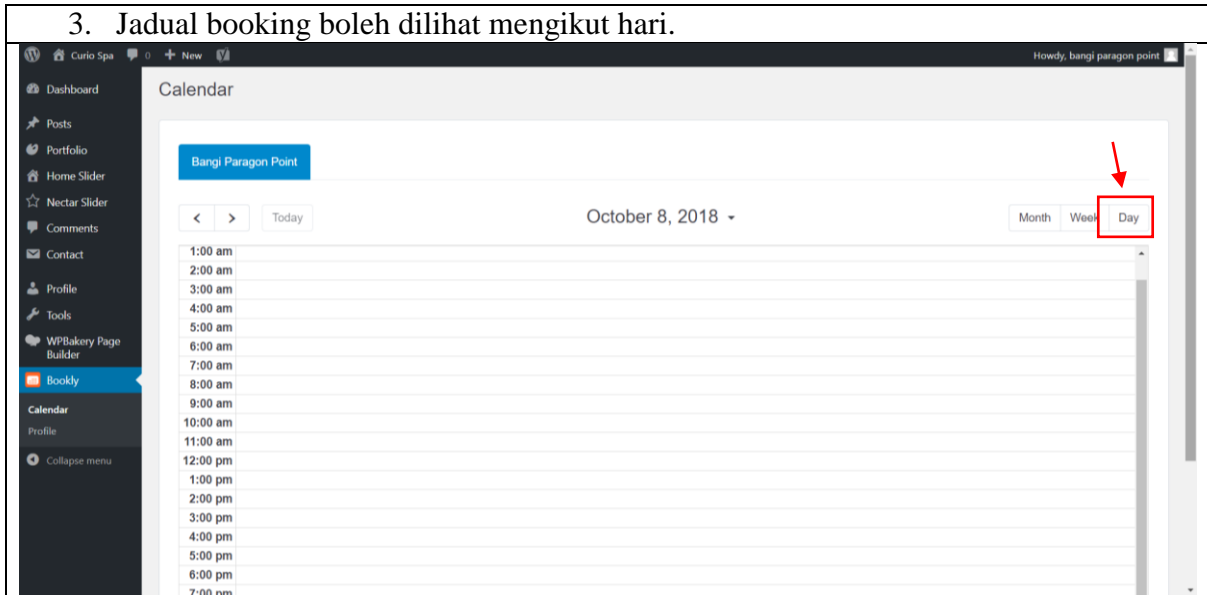 3. Jadual booking boleh dilihat mengikut hari.
Curio Spa 0 + New
Howdy, bangi paragon point
Dashboard
Posts
Portfolio
Home Slider
Nectar Slider
Comments
Contact
Profile
Tools
WPBakery Page
Builder
Bookly
Calendar
Profile
Collapse menu
Calendar
Bangi Paragon Point
< > Today
October 8, 2018
Month Week Day
1:00 am
2:00 am
3:00 am
4:00 am
5:00 am
6:00 am
7:00 am
8:00 am
9:00 am
10:00 am
11:00 am
12:00 pm
1:00 pm
2:00 pm
3:00 pm
4:00 pm
5:00 pm
6:00 pm
7:00 pm